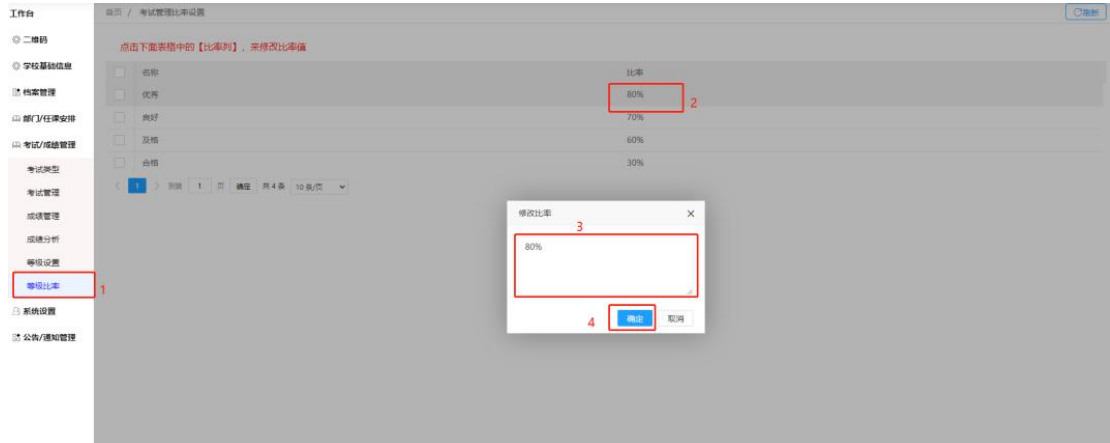 工作台
首页 / 考试管理比率设置
刷新
二维码
学校基础信息
档案管理
部门/任课安排
考试/成绩管理
考试类型
考试管理
成绩管理
成绩分析
等级设置
等级比率
1
系统设置
公告/通知管理
点击下面表格中的【比率列】，来修改比率值
名称 比率
优秀 80%
2
良好 70%
及格 60%
合格 30%
1 到第 1 页 确定 共 4 条 10 条/页
修改比率
3
80%
4
确定 取消